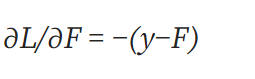 ∂L/∂F = −(y−F)